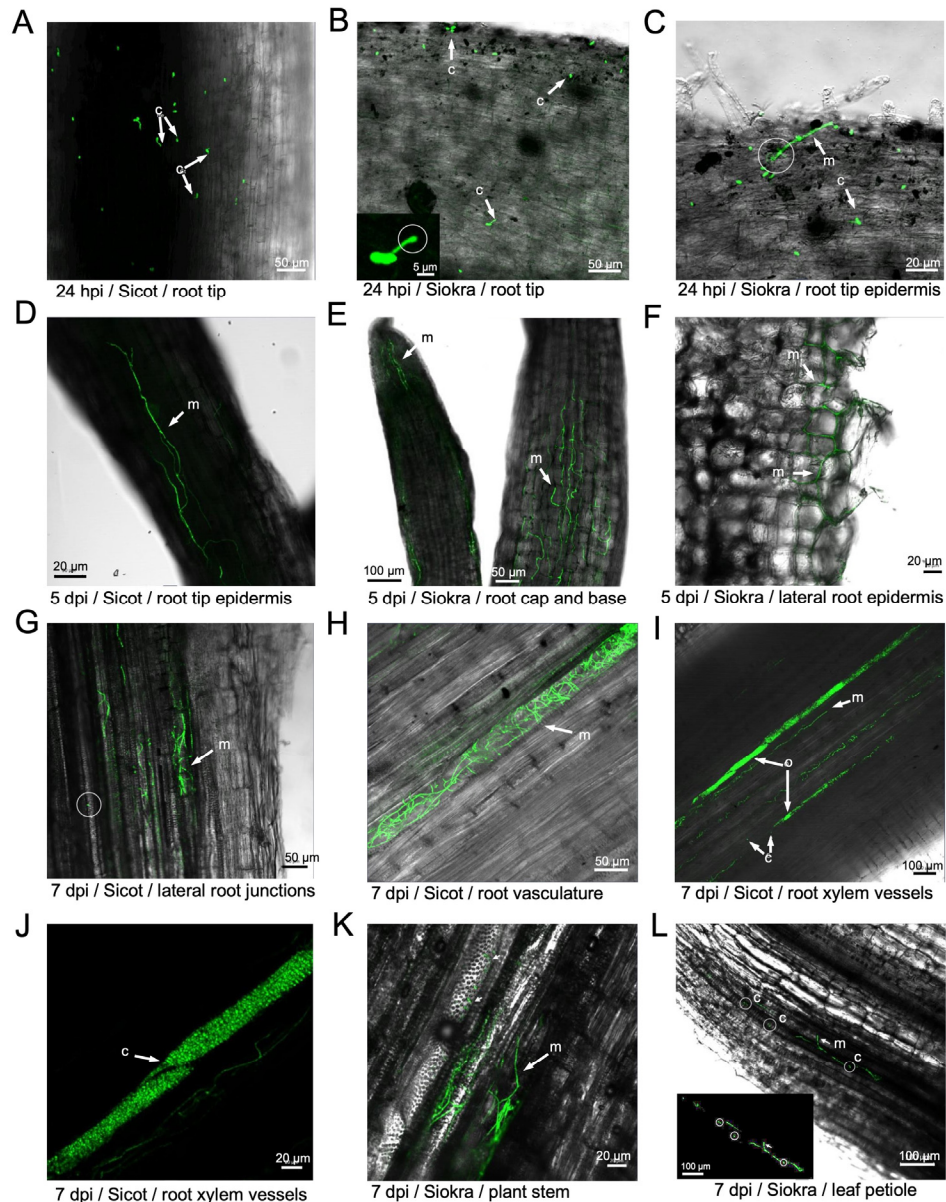 A
c
c
50 µm
24 hpi / Sicot / root tip
B
c
c
c
5 µm
50 µm
24 hpi / Siokra / root tip
C
m
c
20 µm
24 hpi / Siokra / root tip epidermis
D
m
20 µm
5 dpi / Sicot / root tip epidermis
E
m
m
100 µm
50 µm
5 dpi / Siokra / root cap and base
F
m
m
20 µm
5 dpi / Siokra / lateral root epidermis
G
m
50 µm
7 dpi / Sicot / lateral root junctions
H
m
50 µm
7 dpi / Sicot / root vasculature
I
m
o
c
100 µm
7 dpi / Sicot / root xylem vessels
J
c
20 µm
7 dpi / Sicot / root xylem vessels
K
m
20 µm
7 dpi / Siokra / plant stem
L
c
c
m
c
100 µm
100 µm
7 dpi / Siokra / leaf petiole